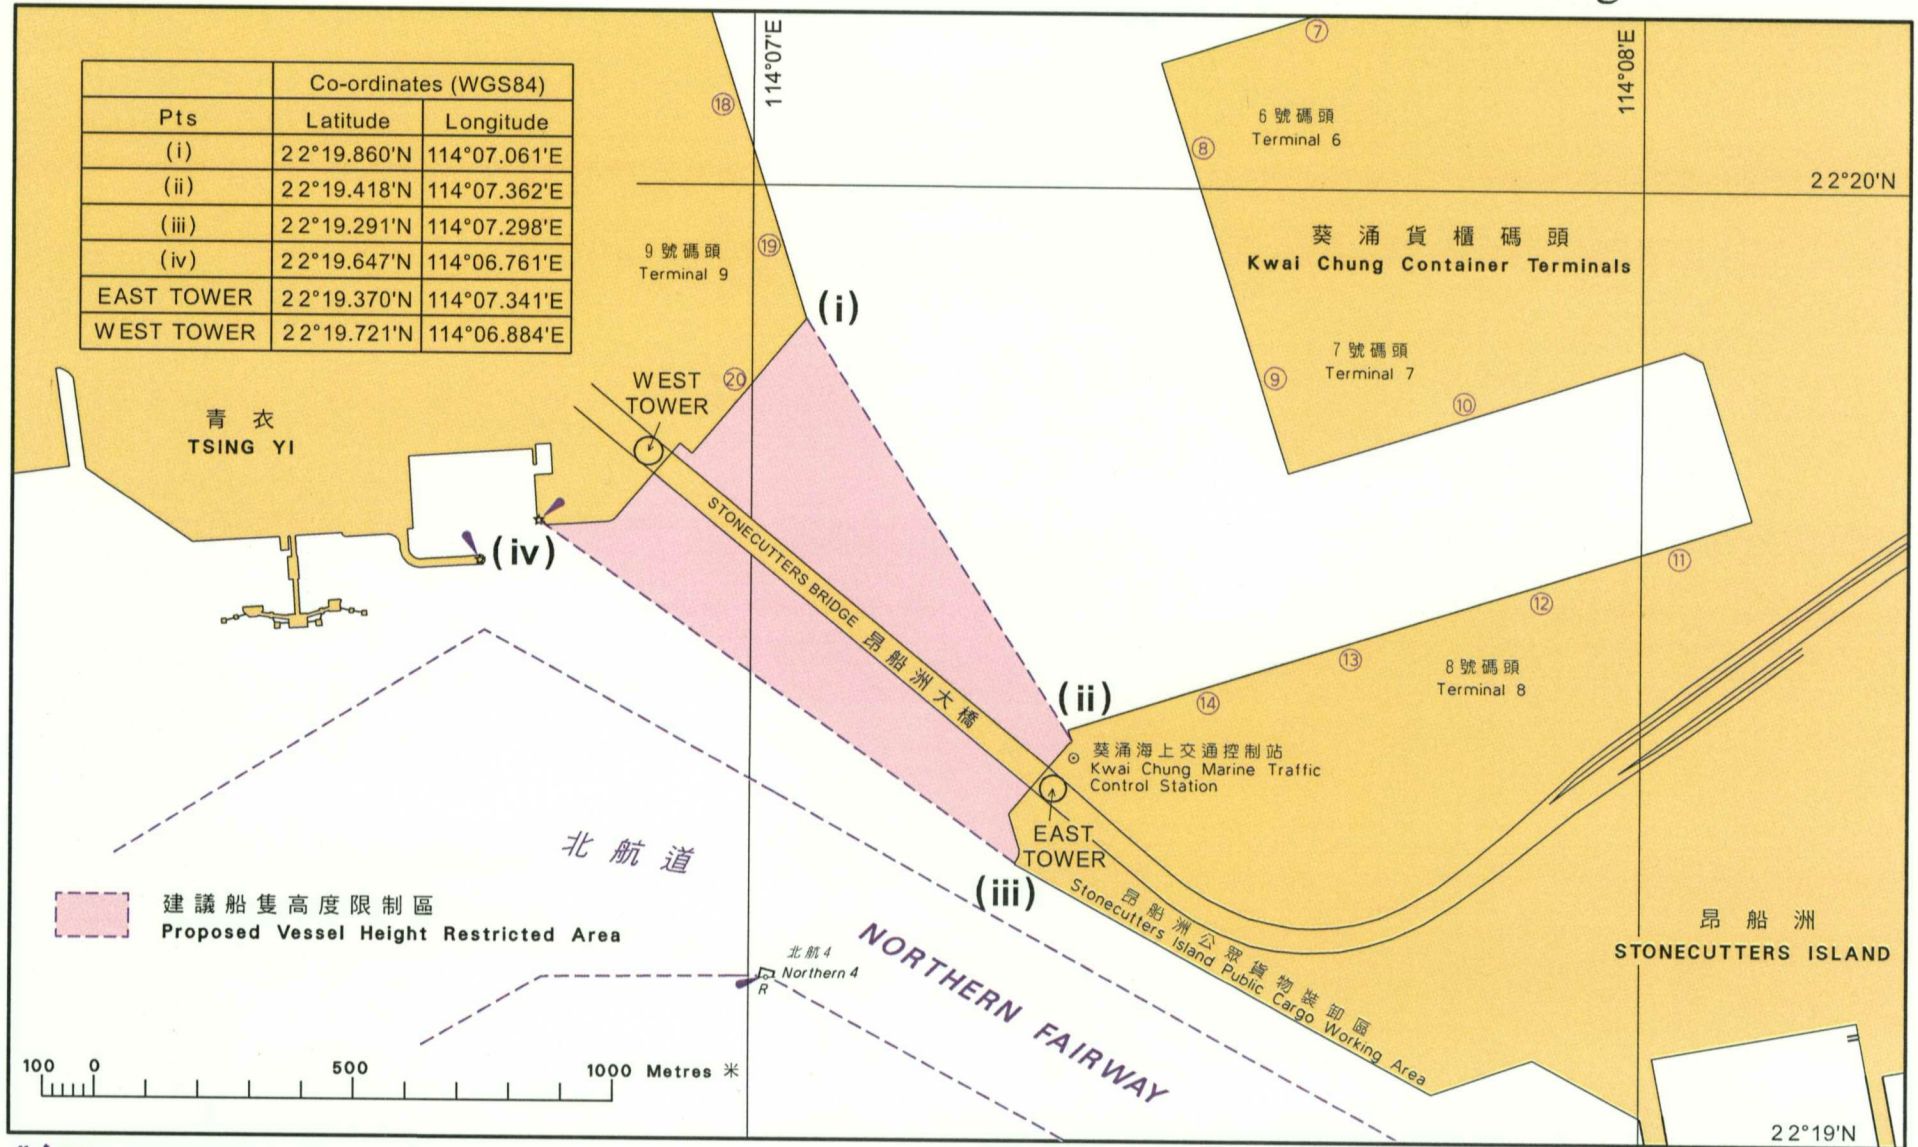 114°07'E
114°08'E
22°20'N
22°19'N
Co-ordinates (WGS84)
Pts Latitude Longitude
(i) 22°19.860'N 114°07.061'E
(ii) 22°19.418'N 114°07.362'E
(iii) 22°19.291'N 114°07.298'E
(iv) 22°19.647'N 114°06.761'E
EAST TOWER 22°19.370'N 114°07.341'E
WEST TOWER 22°19.721'N 114°06.884'E
7
18
8
6號碼頭
Terminal 6
葵涌貨櫃碼頭
Kwai Chung Container Terminals
9號碼頭
Terminal 9
19
(i)
7號碼頭
Terminal 7
20
9
10
WEST
TOWER
青衣
TSING YI
(iv)
STONECUTTERS BRIDGE 昂船洲大橋
11
12
13
14
8號碼頭
Terminal 8
(ii)
葵涌海上交通控制站
Kwai Chung Marine Traffic
Control Station
EAST
TOWER
(iii)
昂船洲公眾貨物裝卸區
Stonecutters Island Public Cargo Working Area
昂船洲
STONECUTTERS ISLAND
北航道
NORTHERN FAIRWAY
建議船隻高度限制區
Proposed Vessel Height Restricted Area
北航4
Northern 4
R
100 0 500 1000 Metres 米